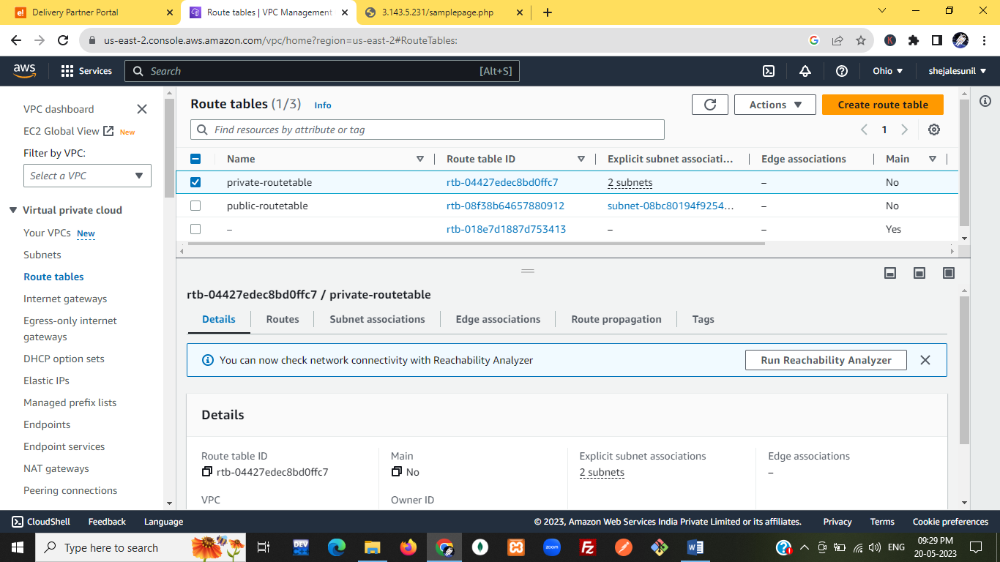 Delivery Partner Portal
Route tables | VPC Management
3.143.5.231/samplepage.php
us-east-2.console.aws.amazon.com/vpc/home?region=us-east-2#RouteTables:
K
aws
Services
Search
[Alt+S]
Ohio
shejalesunil
VPC dashboard
EC2 Global View New
Filter by VPC:
Select a VPC
Virtual private cloud
Your VPCs New
Subnets
Route tables
Internet gateways
Egress-only internet
gateways
DHCP option sets
Elastic IPs
Managed prefix lists
Endpoints
Endpoint services
NAT gateways
Peering connections
Route tables (1/3) Info
Actions
Create route table
Find resources by attribute or tag
1
Name Route table ID Explicit subnet associati... Edge associations Main
private-routetable rtb-04427edec8bd0ffc7 2 subnets – No
public-routetable rtb-08f38b64657880912 subnet-08bc80194f9254... – No
– rtb-018e7d1887d753413 – – Yes
rtb-04427edec8bd0ffc7 / private-routetable
Details Routes Subnet associations Edge associations Route propagation Tags
You can now check network connectivity with Reachability Analyzer
Run Reachability Analyzer
Details
Route table ID
rtb-04427edec8bd0ffc7
Main
No
Explicit subnet associations
2 subnets
Edge associations
–
VPC
Owner ID
CloudShell Feedback Language
© 2023, Amazon Web Services India Private Limited or its affiliates. Privacy Terms Cookie preferences
Type here to search
DEV
zoom
Fz
W
ENG
09:29 PM
20-05-2023